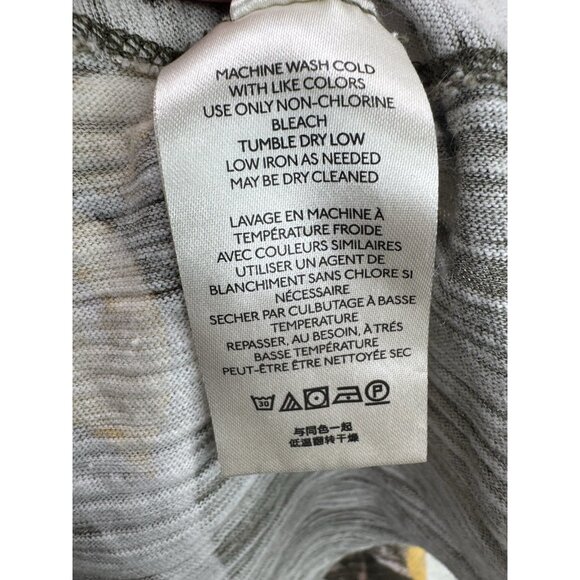 MACHINE WASH COLD
WITH LIKE COLORS
USE ONLY NON-CHLORINE
BLEACH
TUMBLE DRY LOW
LOW IRON AS NEEDED
MAY BE DRY CLEANED
LAVAGE EN MACHINE À
TEMPÉRATURE FROIDE
AVEC COULEURS SIMILAIRES
UTILISER UN AGENT DE
BLANCHIMENT SANS CHLORE SI
NÉCESSAIRE
SECHER PAR CULBUTAGE À BASSE
TEMPERATURE
REPASSER, AU BESOIN, À TRÉS
BASSE TEMPÉRATURE
PEUT-ÊTRE ÊTRE NETTOYÉE SEC
30 P
与同色一起
低温翻转干燥